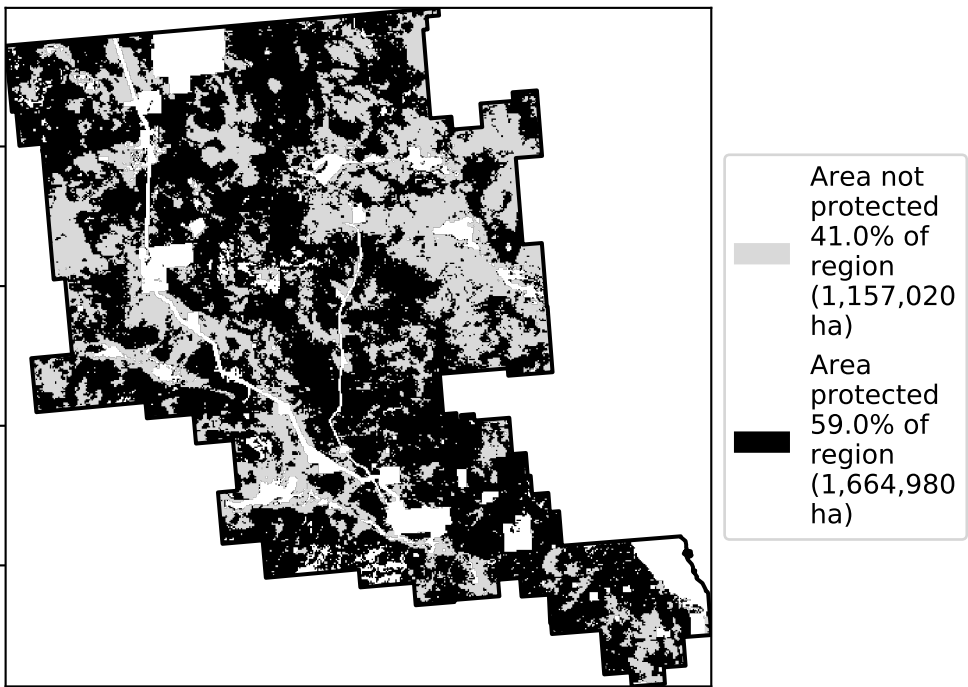 Area not
protected
41.0% of
region
(1,157,020
ha)
Area
protected
59.0% of
region
(1,664,980
ha)